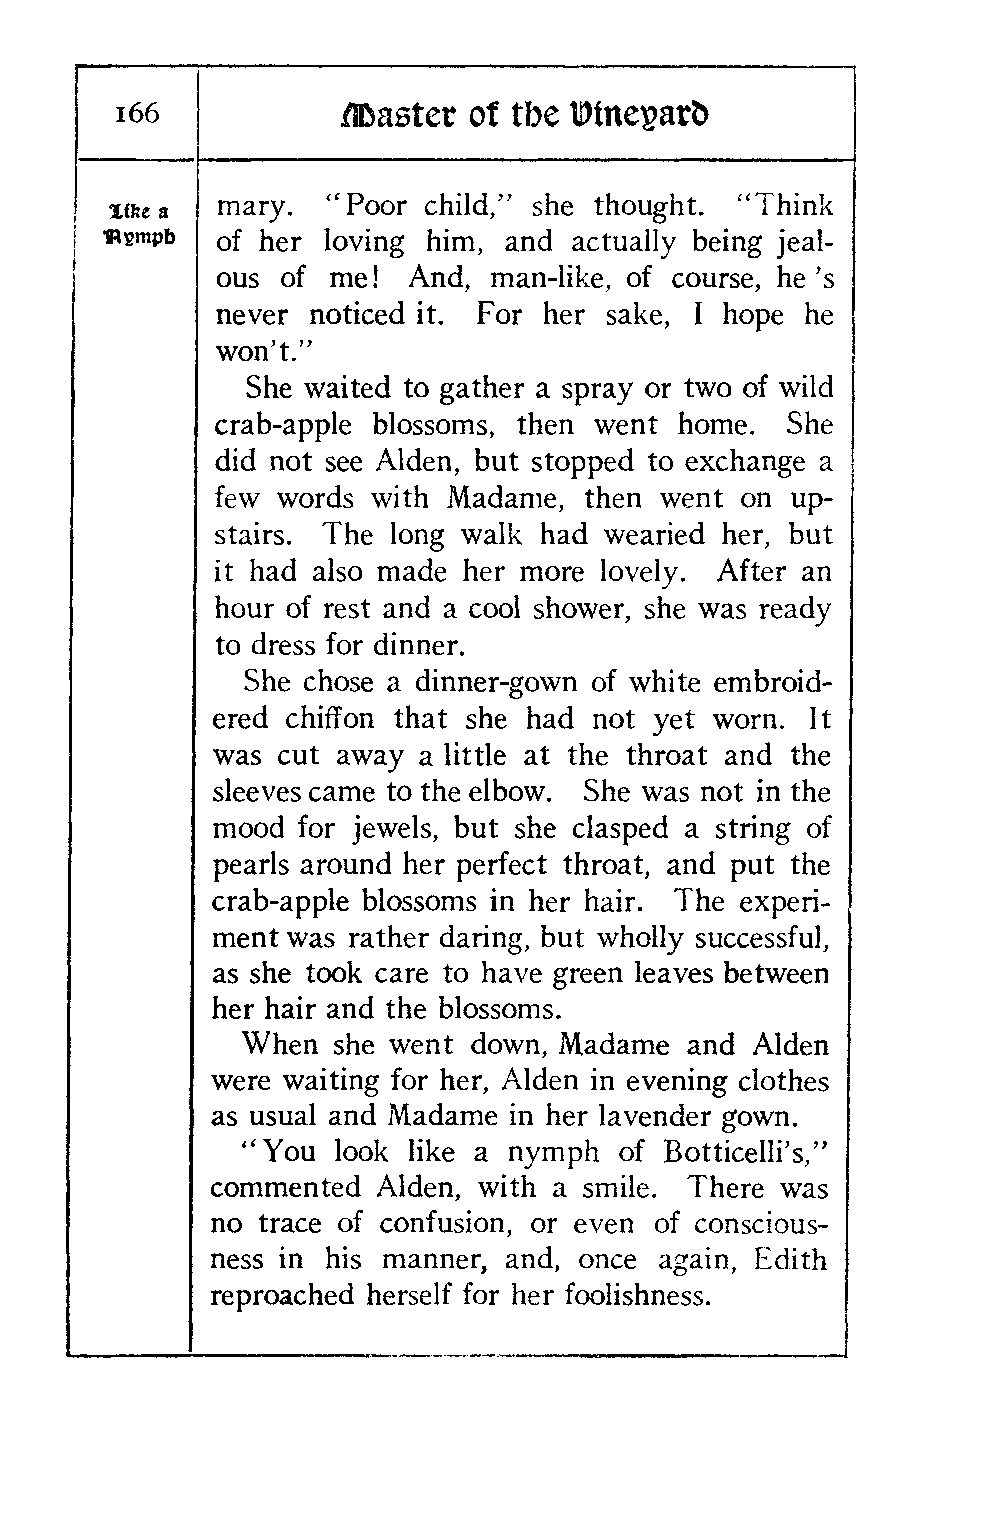 166
Master of the Vineyard
Like a
Nymph
mary. "Poor child," she thought. "Think
of her loving him, and actually being jeal-
ous of me! And, man-like, of course, he 's
never noticed it. For her sake, I hope he
won't."
She waited to gather a spray or two of wild
crab-apple blossoms, then went home. She
did not see Alden, but stopped to exchange a
few words with Madame, then went on up-
stairs. The long walk had wearied her, but
it had also made her more lovely. After an
hour of rest and a cool shower, she was ready
to dress for dinner.
She chose a dinner-gown of white embroid-
ered chiffon that she had not yet worn. It
was cut away a little at the throat and the
sleeves came to the elbow. She was not in the
mood for jewels, but she clasped a string of
pearls around her perfect throat, and put the
crab-apple blossoms in her hair. The experi-
ment was rather daring, but wholly successful,
as she took care to have green leaves between
her hair and the blossoms.
When she went down, Madame and Alden
were waiting for her, Alden in evening clothes
as usual and Madame in her lavender gown.
"You look like a nymph of Botticelli's,"
commented Alden, with a smile. There was
no trace of confusion, or even of conscious-
ness in his manner, and, once again, Edith
reproached herself for her foolishness.